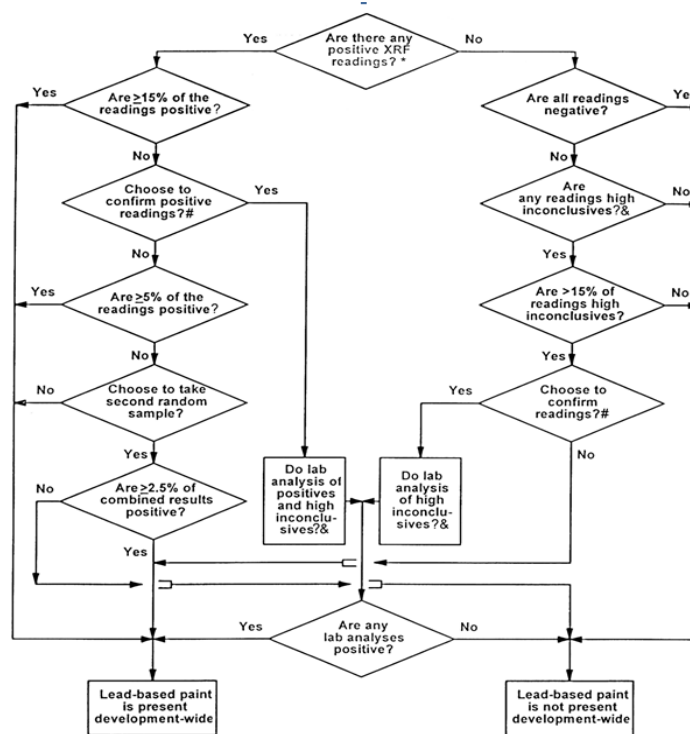 Are there any
positive XRF
readings? *
Yes
No
Are ≥15% of the
readings positive?
Yes
No
Are all readings
negative?
Ye
No
Choose to
confirm positive
readings?#
Yes
No
Are
any readings high
inconclusives?&
No
Yes
Are ≥5% of the
readings positive?
Yes
No
Are >15% of
readings high
inconclusives?
No
Yes
Choose to take
second random
sample?
No
Yes
Choose to
confirm
readings?#
Yes
No
Are ≥2.5% of
combined results
positive?
No
Yes
Do lab
analysis of
positives
and high
inconclu-
sives?&
Do lab
analysis
of high
inconclu-
sives?&
Are any
lab analyses
positive?
Yes
No
Lead-based paint
is present
development-wide
Lead-based paint
is not present
development-wide